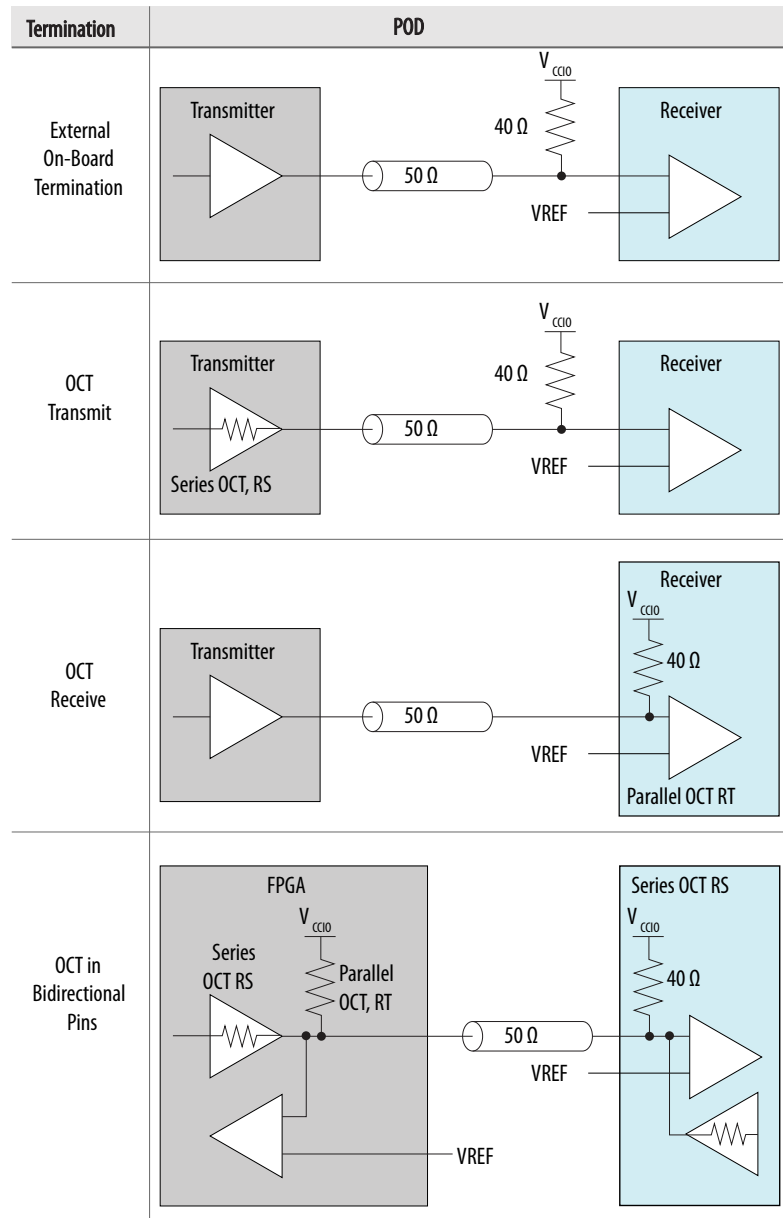 Termination
POD
External
On-Board
Termination
Transmitter
50 Ω
V CCIO
40 Ω
VREF
Receiver
OCT
Transmit
Transmitter
Series OCT, RS
50 Ω
V CCIO
40 Ω
VREF
Receiver
OCT
Receive
Transmitter
50 Ω
Receiver
V CCIO
40 Ω
VREF
Parallel OCT RT
OCT in
Bidirectional
Pins
FPGA
V CCIO
Series
OCT RS
Parallel
OCT, RT
VREF
50 Ω
VREF
Series OCT RS
V CCIO
40 Ω